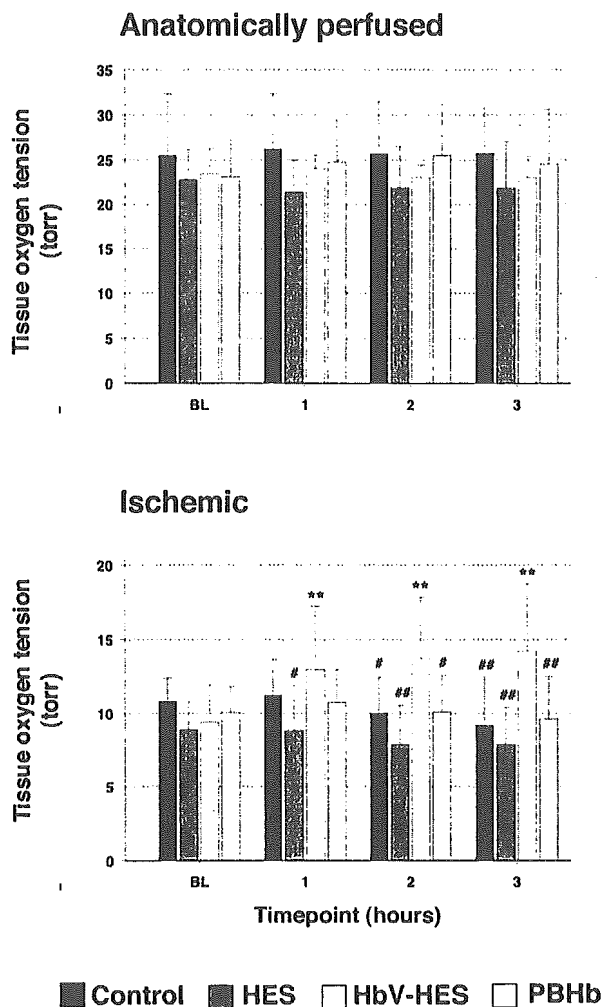 Anatomically perfused
Tissue oxygen tension
(torr)
35
30
25
20
15
10
5
0
BL
1
2
3
Ischemic
Tissue oxygen tension
(torr)
20
15
10
5
0
**
**
**
#
#
##
#
##
##
##
BL
1
2
3
Timepoint (hours)
Control HES HbV-HES PBHb